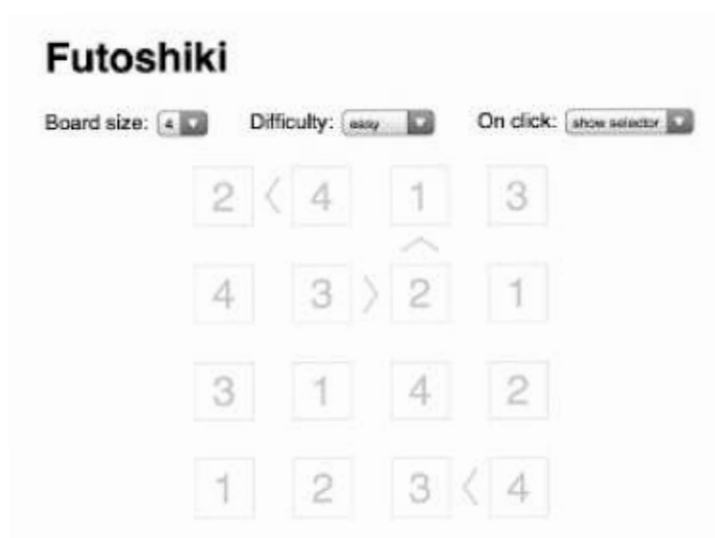 Futoshiki
Board size: 4 Difficulty: easy On click: show selector
2 < 4 1 3
^
4 3 > 2 1
3 1 4 2
1 2 3 < 4